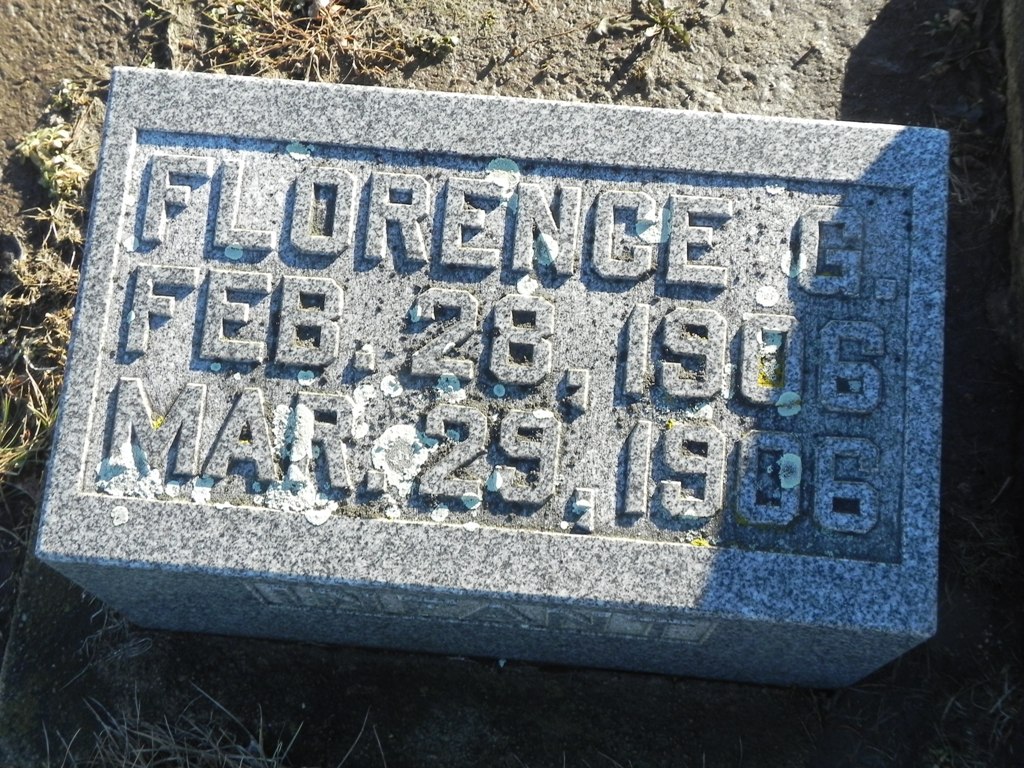 FLORENCE G.
FEB. 28, 1906
MAR. 29, 1906